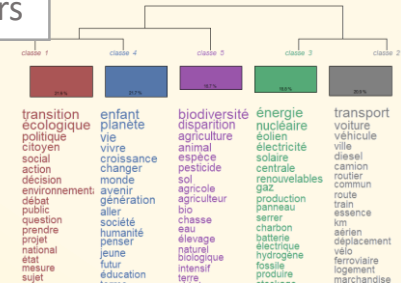 rs
classe 1 classe 4 classe 5 classe 3 classe 2
transition enfant biodiversité énergie transport
écologique planète disparition nucléaire voiture
politique vie agriculture éolien véhicule
citoyen vivre animal électricité ville
social croissance espèce solaire diesel
action changer pesticide centrale camion
décision monde sol renouvelables routier
environnement avenir agricole gaz commun
débat génération agriculteur production route
public aller bio panneau train
question société chasse serrer essence
prendre humanité eau charbon km
projet penser élevage batterie aérien
national jeune naturel électrique déplacement
état futur biologique hydrogène vélo
mesure éducation intensif fossile ferroviaire
sujet terre produire logement
marchandise